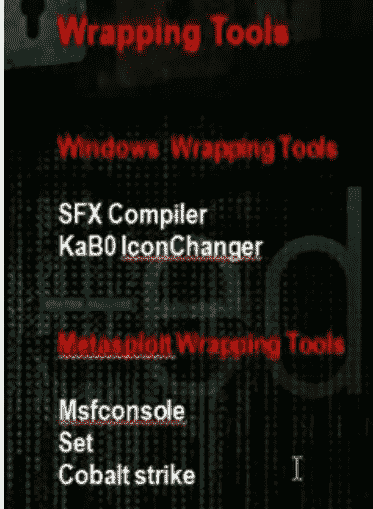 Wrapping Tools
Windows Wrapping Tools
SFX Compiler
KaB0 IconChanger
Metasploit Wrapping Tools
Msfconsole
Set
Cobalt strike